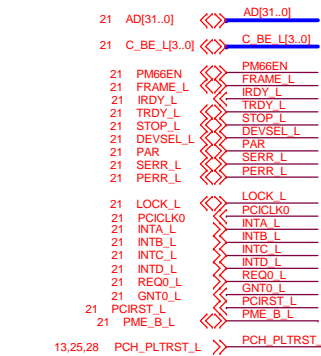 21 AD[31..0] AD[31..0]
21 C_BE_L[3..0] C_BE_L[3..0]
21 PM66EN PM66EN
21 FRAME_L FRAME_L
21 IRDY_L IRDY_L
21 TRDY_L TRDY_L
21 STOP_L STOP_L
21 DEVSEL_L DEVSEL_L
21 PAR PAR
21 SERR_L SERR_L
21 PERR_L PERR_L
21 LOCK_L LOCK_L
21 PCICLK0 PCICLK0
21 INTA_L INTA_L
21 INTB_L INTB_L
21 INTC_L INTC_L
21 INTD_L INTD_L
21 REQ0_L REQ0_L
21 GNT0_L GNT0_L
21 PCIRST_L PCIRST_L
21 PME_B_L PME_B_L
13,25,28 PCH_PLTRST_L PCH_PLTRST_